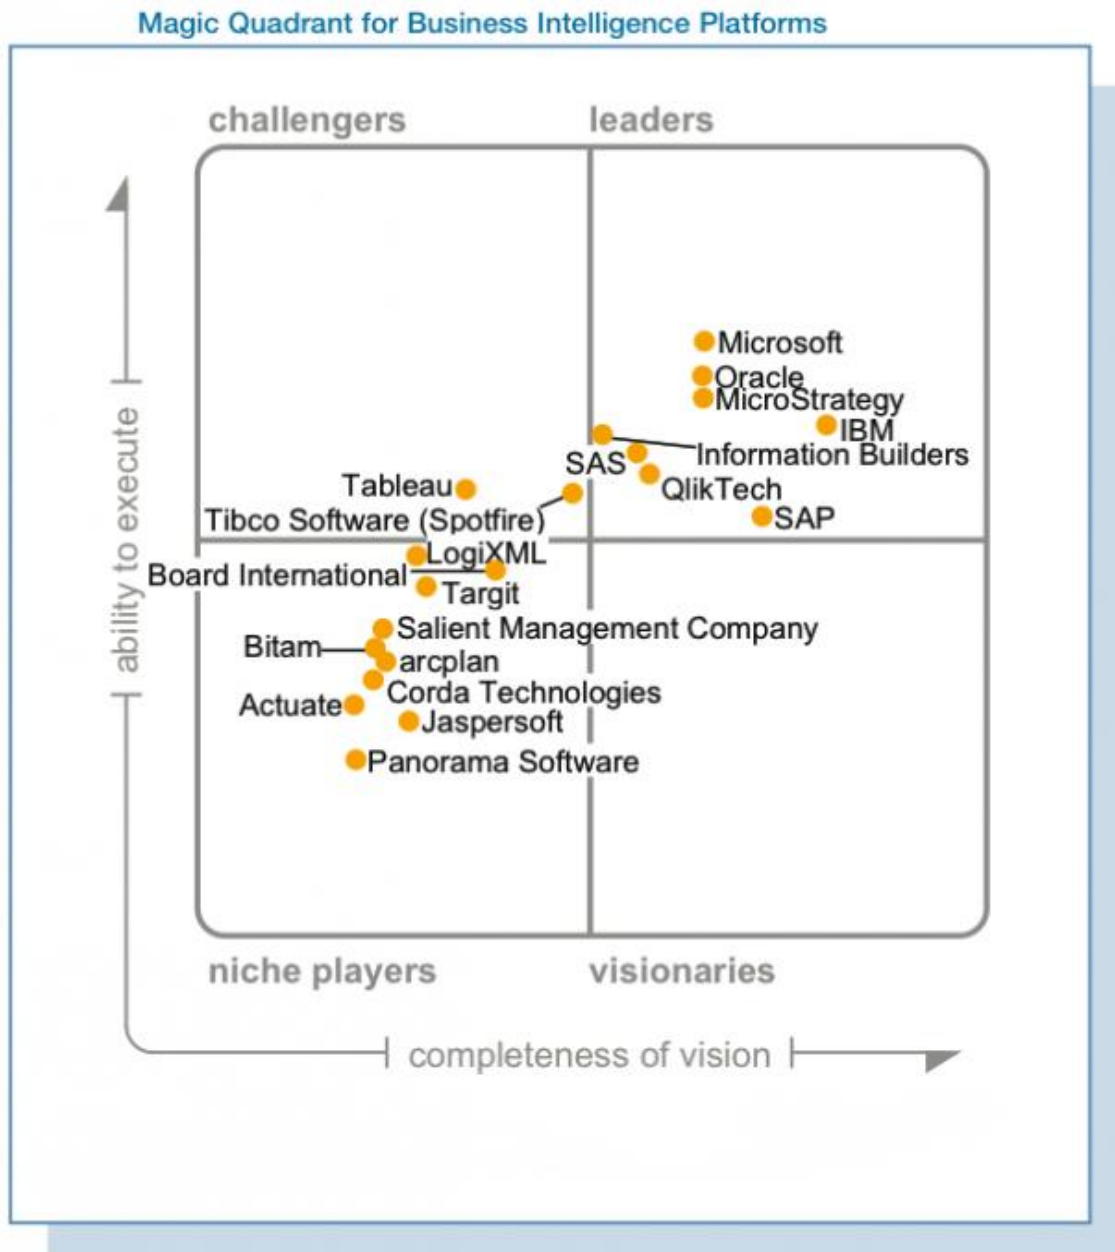 Magic Quadrant for Business Intelligence Platforms
challengers
leaders
ability to execute
Microsoft
Oracle
MicroStrategy
IBM
Information Builders
SAS
QlikTech
Tableau
SAP
Tibco Software (Spotfire)
LogiXML
Board International
Targit
Salient Management Company
Bitam
arcplan
Corda Technologies
Actuate
Jaspersoft
Panorama Software
niche players
visionaries
completeness of vision